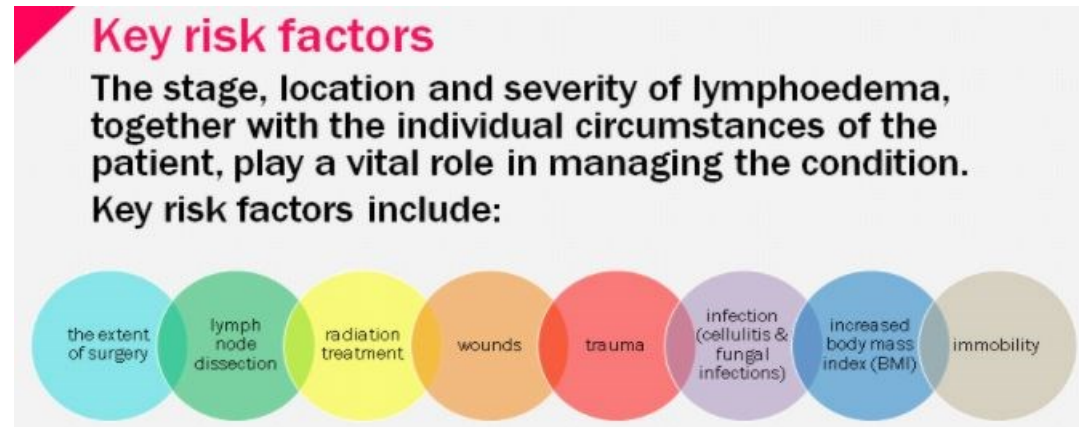 Key risk factors
The stage, location and severity of lymphoedema,
together with the individual circumstances of the
patient, play a vital role in managing the condition.
Key risk factors include:
the extent
of surgery
lymph
node
dissection
radiation
treatment
wounds
trauma
infection
(cellulitis &
fungal
infections)
increased
body mass
index (BMI)
immobility